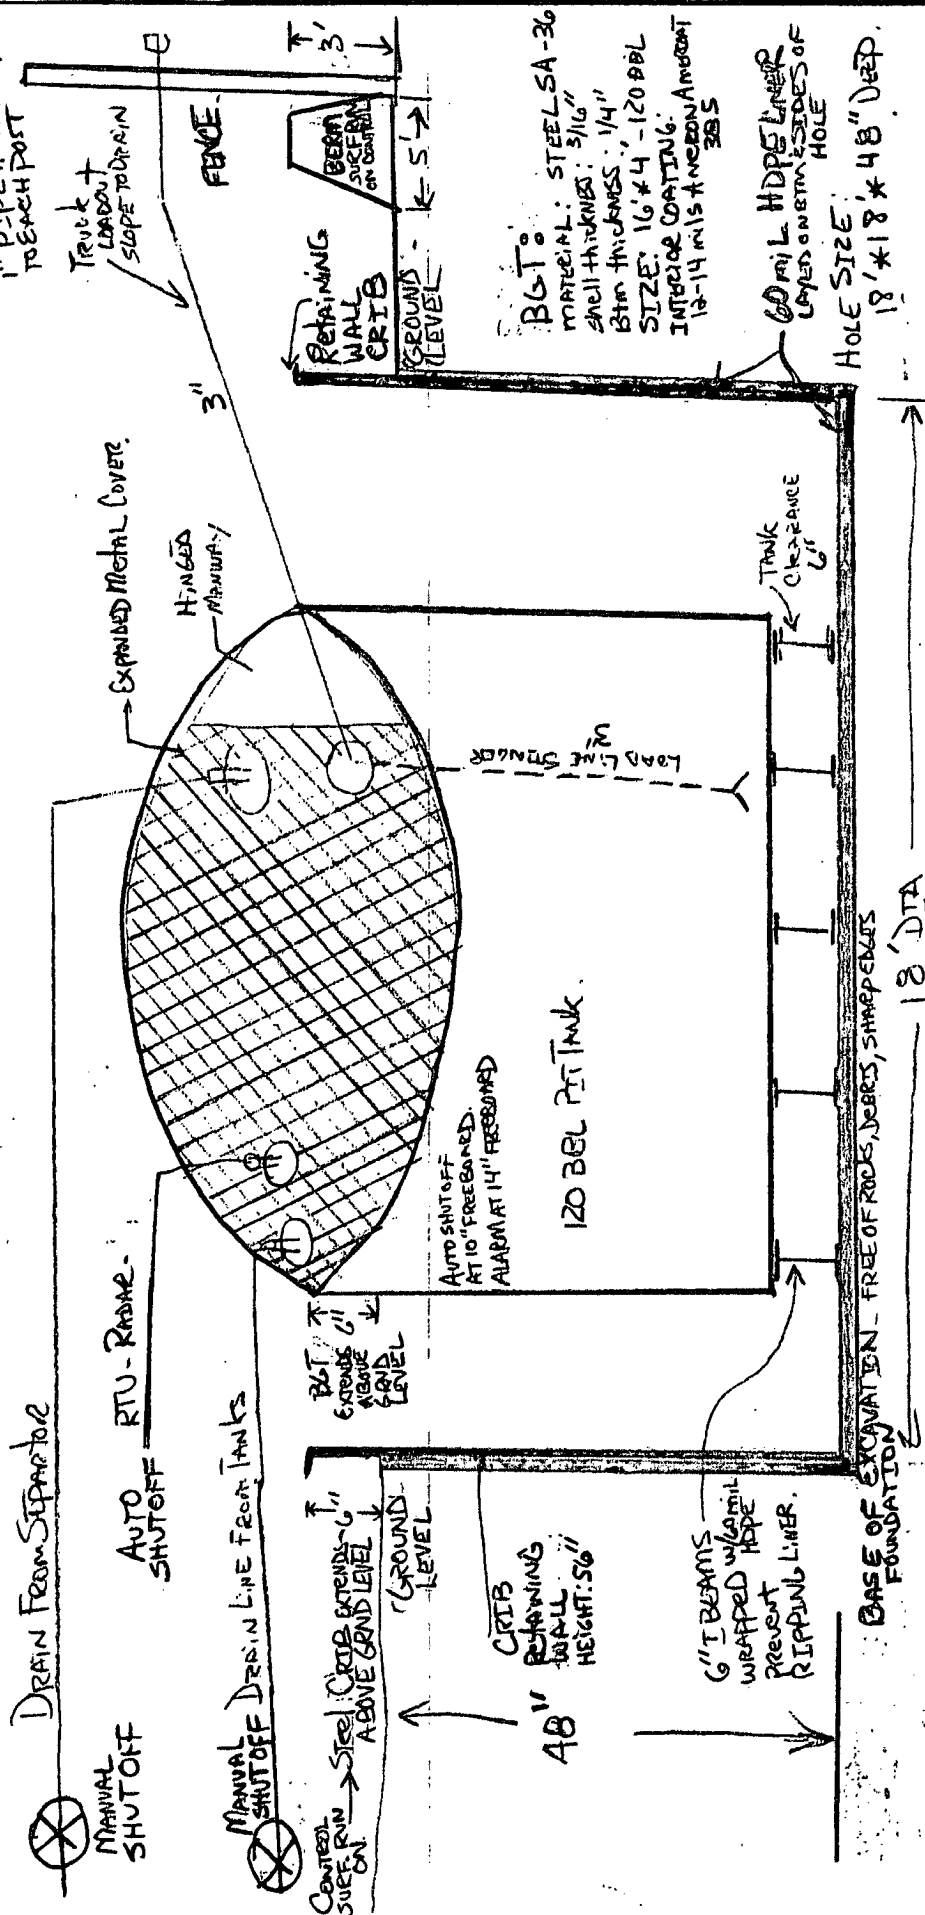 1" PIPE..
TO EACH POST
TRUCK
LOADOUT
SLOPE TO DRAIN
FENCE.
3"
3'
BERM
SURF RUN
ON CONTROL
5'
Retaining
WALL
CRIB
GROUND
LEVEL
BGT:
MATERIAL: STEEL SA-36
shell thickness: 3/16"
Btm thickness: 1/4"
SIZE: 16'*4'-120 BBL
INTERIOR COATING:
12-14 mils AMERON AMERCOAT
385
60 MIL HDPE LINER
LAYED ON BTM & SIDES OF
HOLE
HOLE SIZE:
18'*18'*48" DEEP.
EXPANDED METAL COVER.
HINGED
MANWAY
TANK
CLEARANCE
6"
LOAD LINE STINGER
DRAIN FROM SEPARTOR
MANUAL
SHUTOFF
AUTO
SHUTOFF
RTU-RADAR.
MANUAL
SHUTOFF
DRAIN LINE FROM TANKS
CONTROL
SURF. RUN
ON.
Steel CRIB EXTENDS 6"
ABOVE GRND LEVEL
GROUND
LEVEL
BGT
EXTENDS 6"
ABOVE
GRND
LEVEL
AUTO SHUTOFF
AT 10" FREEBOARD.
ALARM AT 14" FREEBOARD
120 BBL PIT TANK.
CRIB
RETAINING
WALL
HEIGHT: 56"
48"
6" I BEAMS
WRAPPED W/60 mil
HDPE
PREVENT
RIPPING LINER.
BASE OF EXCAVATION - FREE OF ROCKS, DEBRIS, SHARP EDGES
FOUNDATION
18' DIA